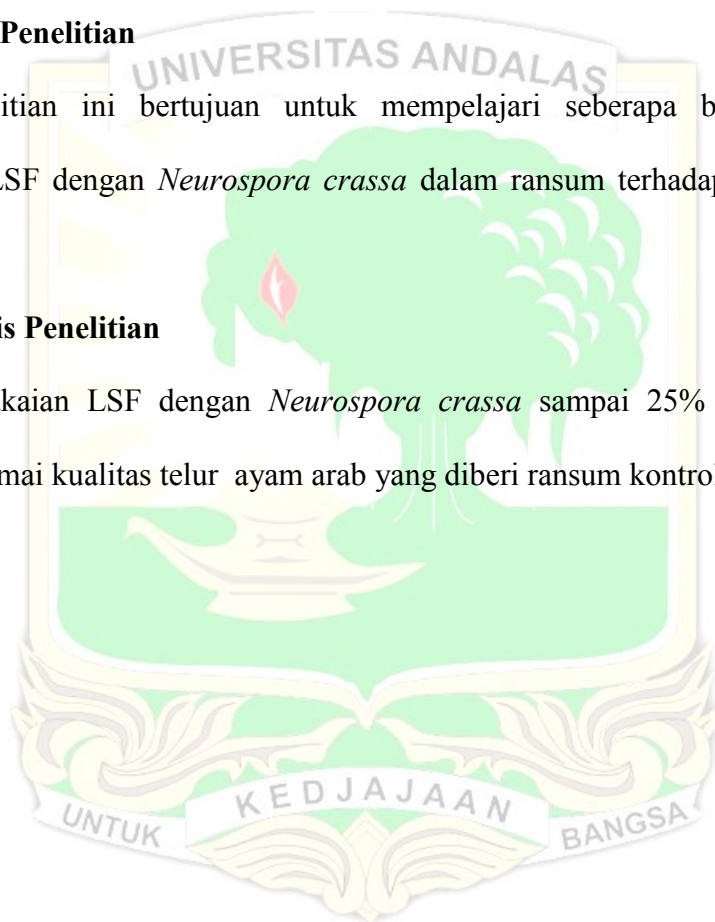 Penelitian
UNIVERSITAS ANDALAS
itian ini bertujuan untuk mempelajari seberapa b
LSF dengan Neurospora crassa dalam ransum terhadap
is Penelitian
kaian LSF dengan Neurospora crassa sampai 25%
mai kualitas telur ayam arab yang diberi ransum kontrol
UNTUK KEDJAJAAN BANGSA